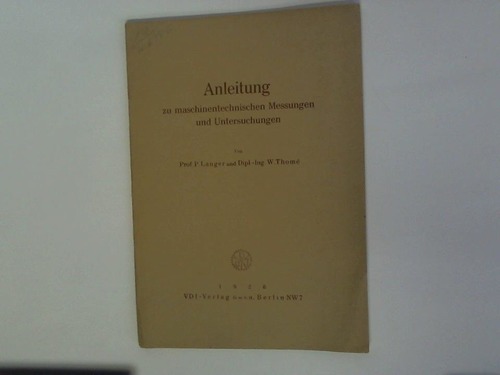 Anleitung
zu maschinentechnischen Messungen
und Untersuchungen
von
Prof. P. Langer und Dipl.-Ing. W. Thomé
VDI-Verlag Berlin NW7